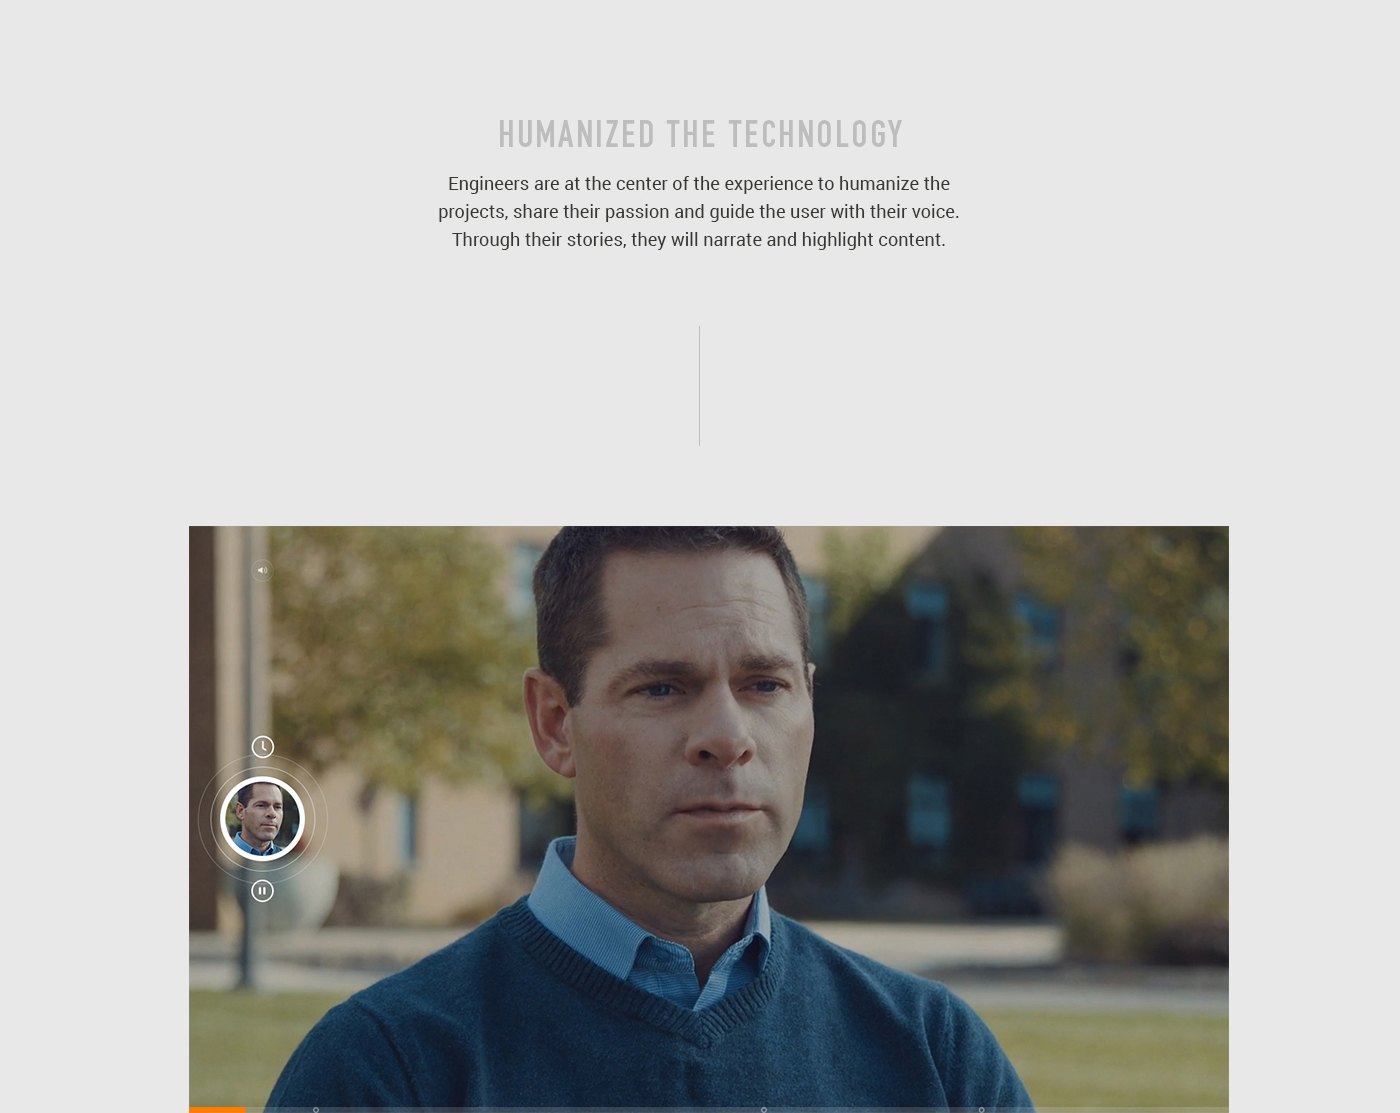 HUMANIZED THE TECHNOLOGY
Engineers are at the center of the experience to humanize the
projects, share their passion and guide the user with their voice.
Through their stories, they will narrate and highlight content.